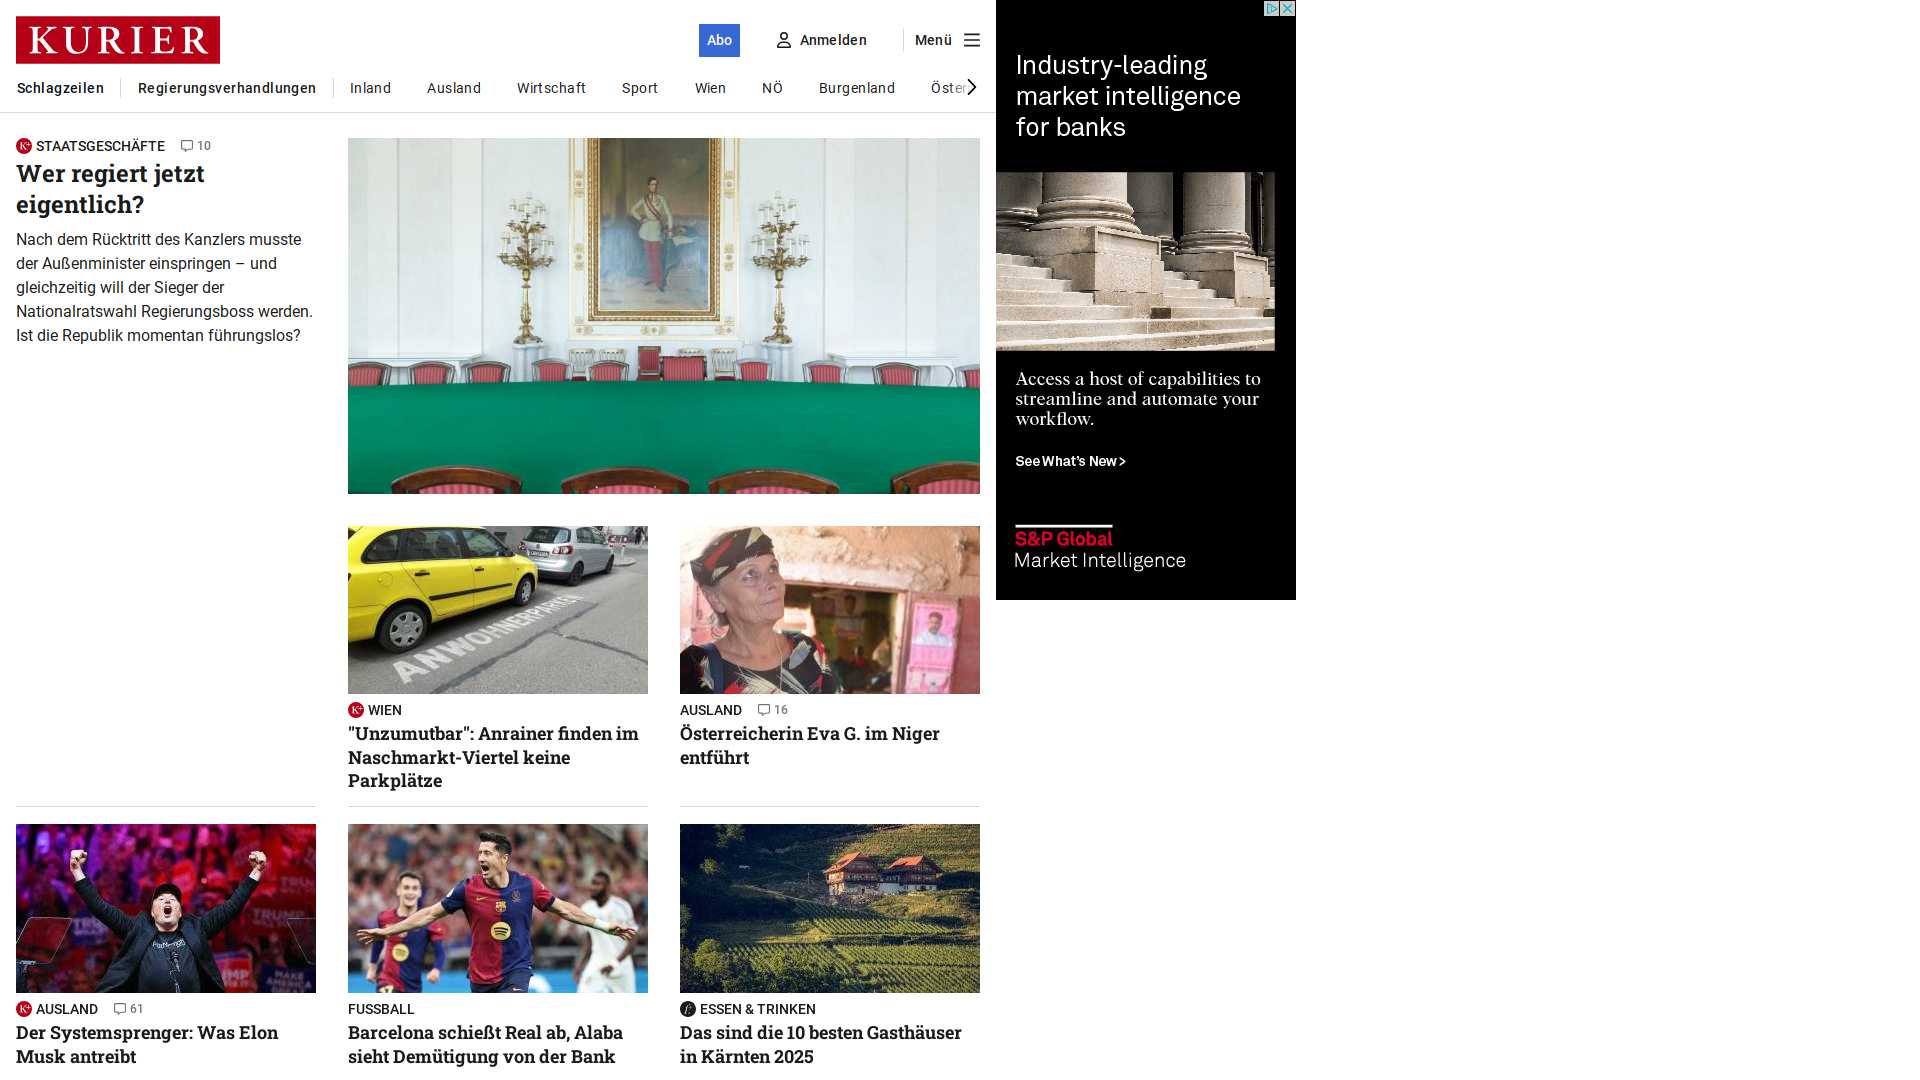 KURIER
Abo
Anmelden
Menü
Schlagzeilen
Regierungsverhandlungen
Inland
Ausland
Wirtschaft
Sport
Wien
NÖ
Burgenland
Öster
STAATSGESCHÄFTE 10
Wer regiert jetzt
eigentlich?
Nach dem Rücktritt des Kanzlers musste
der Außenminister einspringen – und
gleichzeitig will der Sieger der
Nationalratswahl Regierungsboss werden.
Ist die Republik momentan führungslos?
ANWOHNERPARKEN
WIEN
"Unzumutbar": Anrainer finden im
Naschmarkt-Viertel keine
Parkplätze
AUSLAND 16
Österreicherin Eva G. im Niger
entführt
AUSLAND 61
Der Systemsprenger: Was Elon
Musk antreibt
FUSSBALL
Barcelona schießt Real ab, Alaba
sieht Demütigung von der Bank
ESSEN & TRINKEN
Das sind die 10 besten Gasthäuser
in Kärnten 2025
Industry-leading
market intelligence
for banks
Access a host of capabilities to
streamline and automate your
workflow.
See What's New >
S&P Global
Market Intelligence